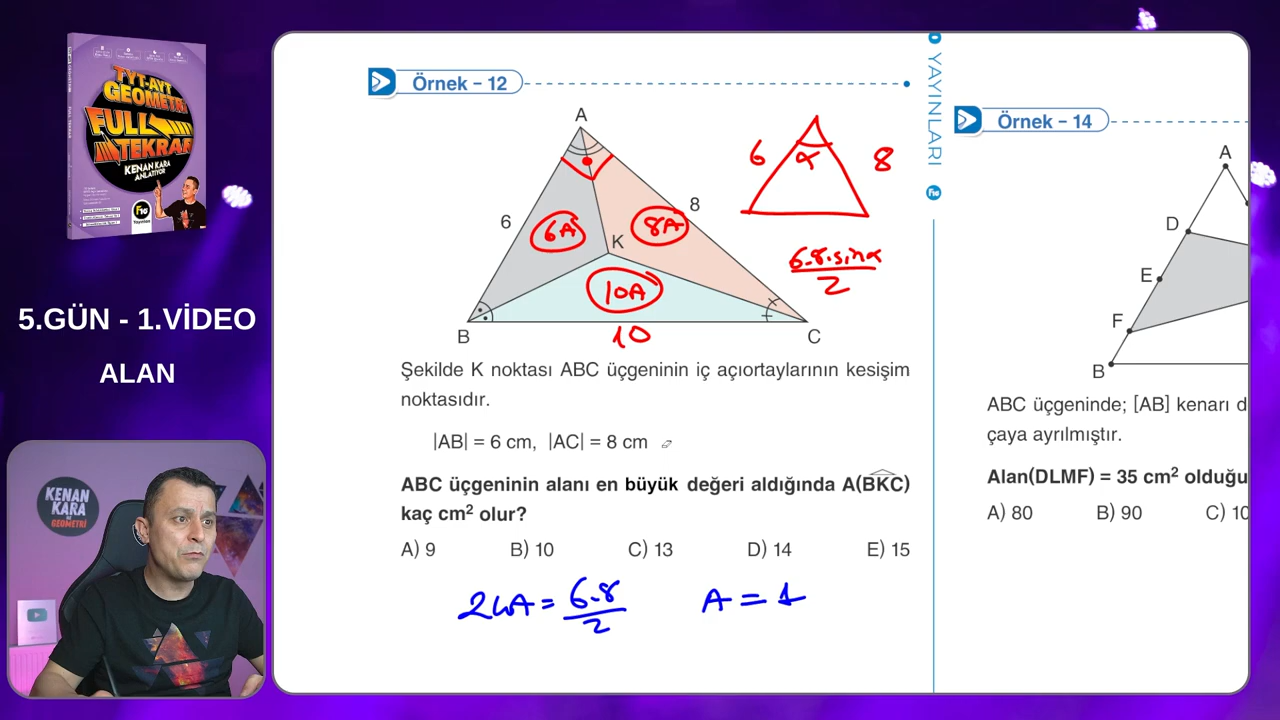 TYT-AYT
GEOMETRİ
FULL
TEKRAR
KENAN KARA
ANLATIYOR
5.GÜN - 1.VİDEO
ALAN
KENAN
KARA
GEOMETRİ
Örnek – 12
A
6
8
6A
8A
K
10A
B
10
C
6
α
8
6.8.sinα
2
Şekilde K noktası ABC üçgeninin iç açıortaylarının kesişim
noktasıdır.
|AB| = 6 cm, |AC| = 8 cm
ABC üçgeninin alanı en büyük değeri aldığında A(BKC)
kaç cm² olur?
A) 9 B) 10 C) 13 D) 14 E) 15
24A = 6.8
2
A = 1
YAYINLARI
Örnek – 14
A
D
E
F
B
ABC üçgeninde; [AB] kenarı d
çaya ayrılmıştır.
Alan(DLMF) = 35 cm² olduğu
A) 80 B) 90 C) 10